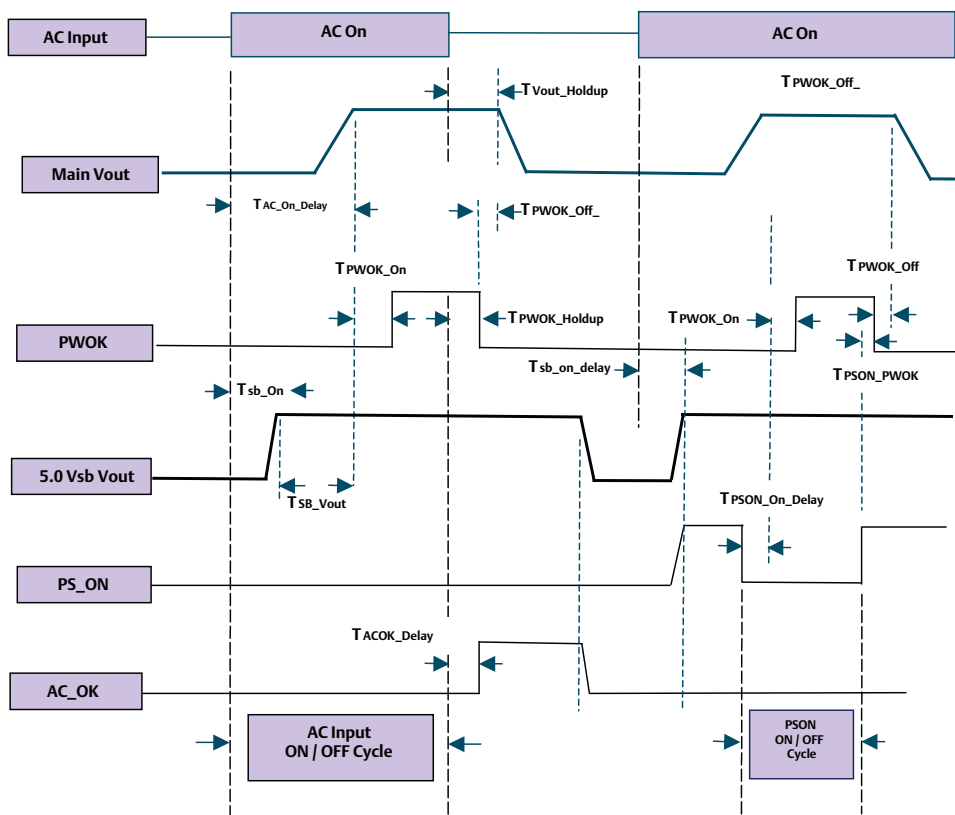 AC Input
AC On
AC On
TVout_Holdup
TPWOK_Off_
Main Vout
TAC_On_Delay
TPWOK_Off_
TPWOK_On
TPWOK_Off
TPWOK_Holdup
TPWOK_On
PWOK
Tsb_on_delay
TPSON_PWOK
Tsb_On
5.0 Vsb Vout
TSB_Vout
TPSON_On_Delay
PS_ON
TACOK_Delay
AC_OK
AC Input
ON / OFF Cycle
PSON
ON / OFF
Cycle